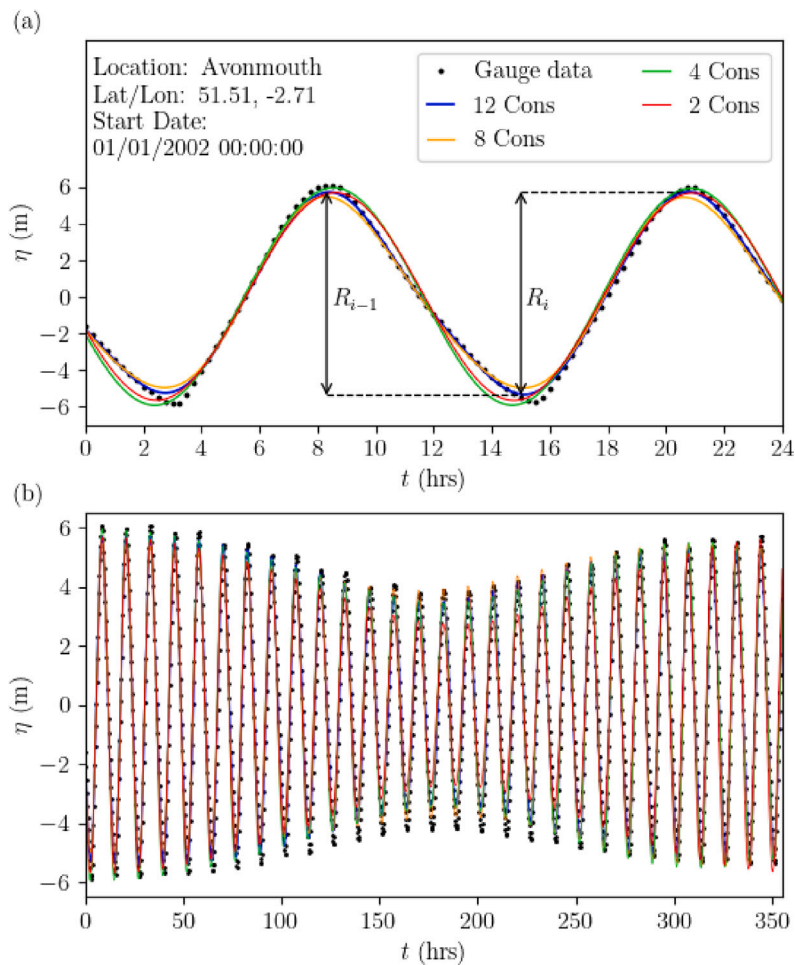 (a)
Location: Avonmouth
Lat/Lon: 51.51, -2.71
Start Date:
01/01/2002 00:00:00
Gauge data
12 Cons
8 Cons
4 Cons
2 Cons
6
4
2
0
−2
−4
−6
η (m)
R_{i−1}
R_i
0 2 4 6 8 10 12 14 16 18 20 22 24
t (hrs)
(b)
6
4
2
0
−2
−4
−6
η (m)
0 50 100 150 200 250 300 350
t (hrs)